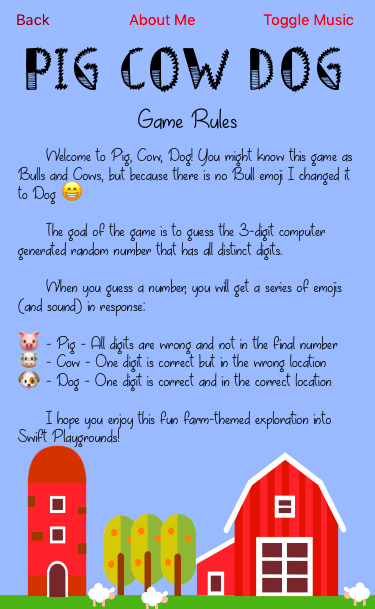 Back About Me Toggle Music
PIG COW DOG
Game Rules
Welcome to Pig, Cow, Dog! You might know this game as
Bulls and Cows, but because there is no Bull emoji I changed it
to Dog 😁
The goal of the game is to guess the 3-digit computer
generated random number that has all distinct digits.
When you guess a number, you will get a series of emojis
(and sound) in response:
🐷 - Pig - All digits are wrong and not in the final number
🐮 - Cow - One digit is correct but in the wrong location
🐶 - Dog - One digit is correct and in the correct location
I hope you enjoy this fun farm-themed exploration into
Swift Playgrounds!